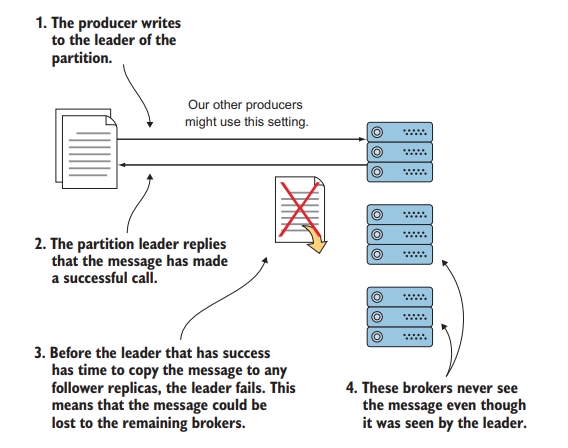 1. The producer writes
to the leader of the
partition.
Our other producers
might use this setting.
2. The partition leader replies
that the message has made
a successful call.
3. Before the leader that has success
has time to copy the message to any
follower replicas, the leader fails. This
means that the message could be
lost to the remaining brokers.
4. These brokers never see
the message even though
it was seen by the leader.